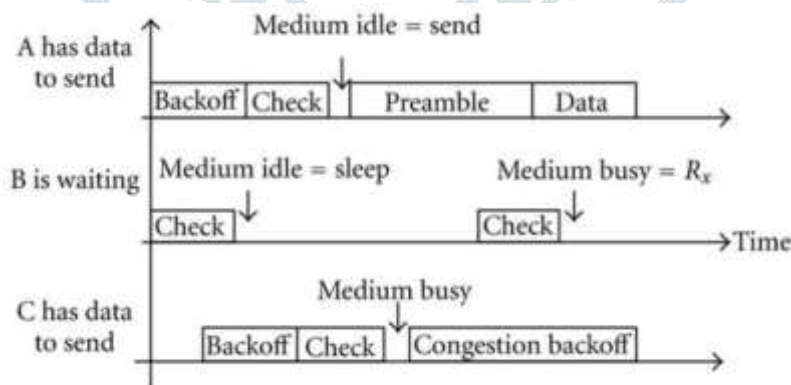 Medium idle = send
A has data
to send
Backoff Check Preamble Data
B is waiting
Medium idle = sleep Medium busy = Rx
Check Check
Time
Medium busy
C has data
to send
Backoff Check Congestion backoff